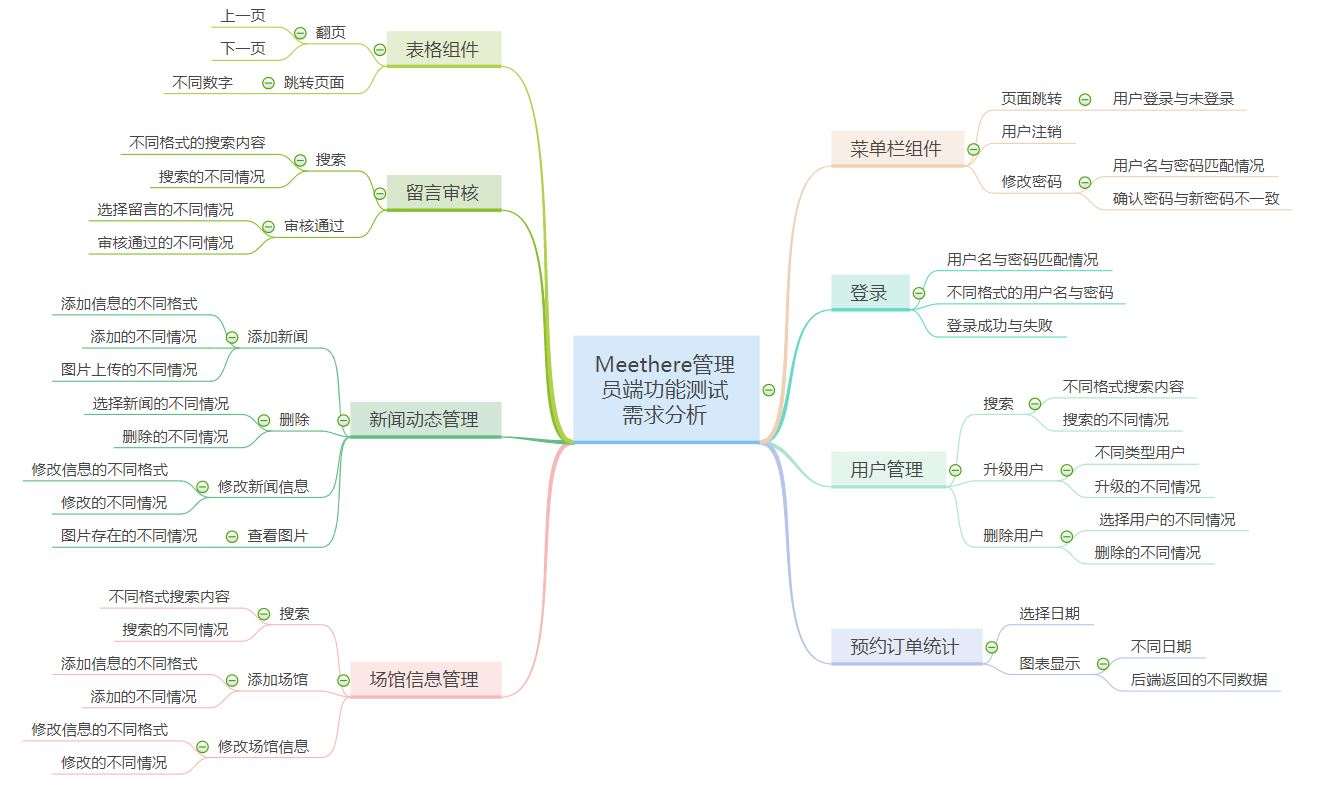 Meethere管理
员端功能测试
需求分析
菜单栏组件
页面跳转
用户登录与未登录
用户注销
修改密码
用户名与密码匹配情况
确认密码与新密码不一致
登录
用户名与密码匹配情况
不同格式的用户名与密码
登录成功与失败
用户管理
搜索
不同格式搜索内容
搜索的不同情况
升级用户
不同类型用户
升级的不同情况
删除用户
选择用户的不同情况
删除的不同情况
预约订单统计
选择日期
图表显示
不同日期
后端返回的不同数据
表格组件
翻页
上一页
下一页
跳转页面
不同数字
留言审核
搜索
不同格式的搜索内容
搜索的不同情况
审核通过
选择留言的不同情况
审核通过的不同情况
新闻动态管理
添加新闻
添加信息的不同格式
添加的不同情况
图片上传的不同情况
删除
选择新闻的不同情况
删除的不同情况
修改新闻信息
修改信息的不同格式
修改的不同情况
查看图片
图片存在的不同情况
场馆信息管理
搜索
不同格式搜索内容
搜索的不同情况
添加场馆
添加信息的不同格式
添加的不同情况
修改场馆信息
修改信息的不同格式
修改的不同情况